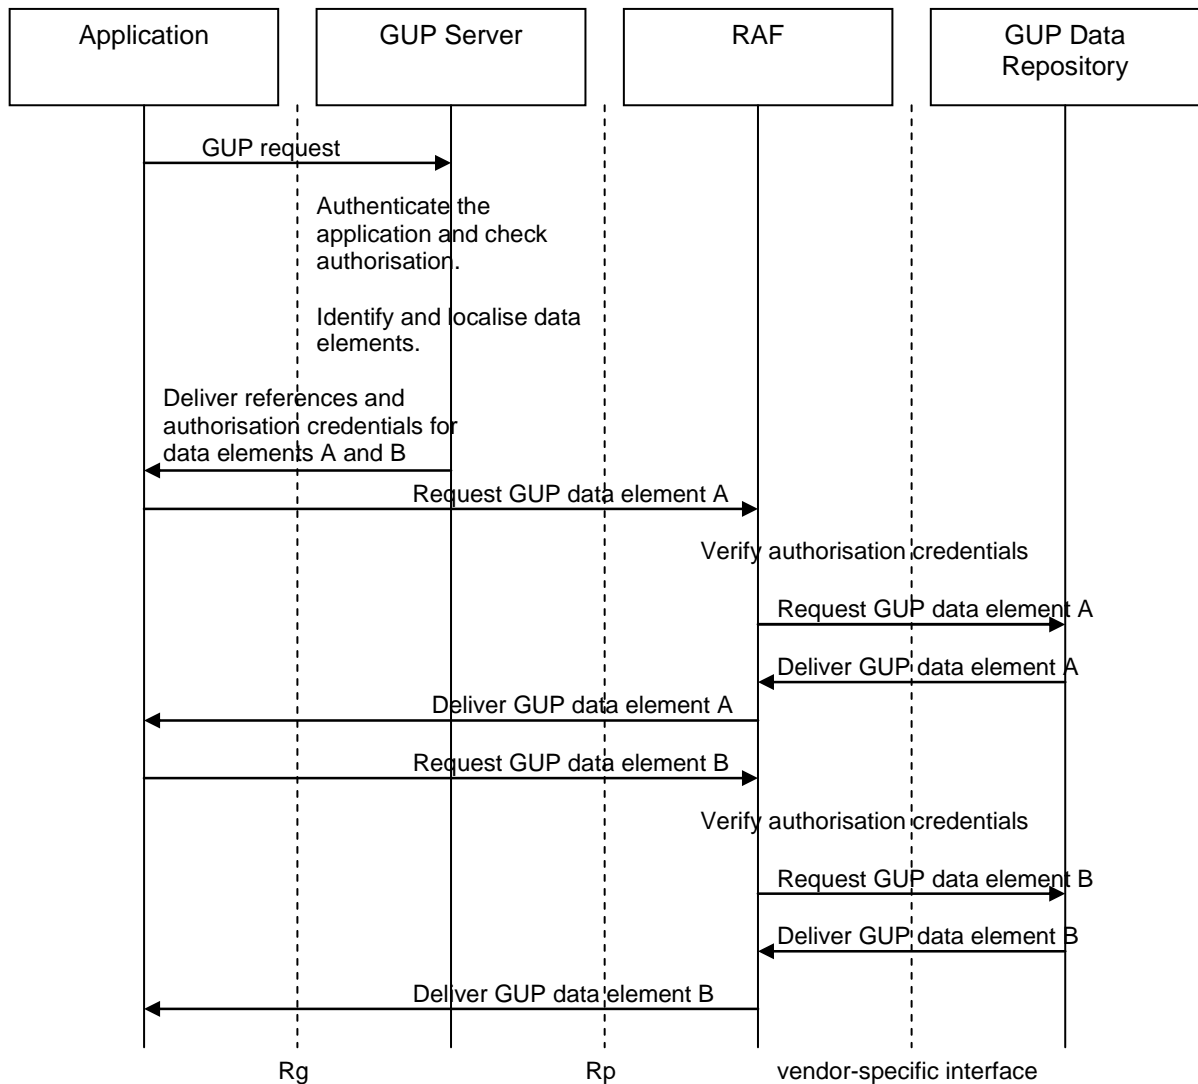 Application
GUP Server
RAF
GUP Data
Repository
GUP request
Authenticate the
application and check
authorisation.
Identify and localise data
elements.
Deliver references and
authorisation credentials for
data elements A and B
Request GUP data element A
Verify authorisation credentials
Request GUP data element A
Deliver GUP data element A
Deliver GUP data element A
Request GUP data element B
Verify authorisation credentials
Request GUP data element B
Deliver GUP data element B
Deliver GUP data element B
Rg
Rp
vendor-specific interface